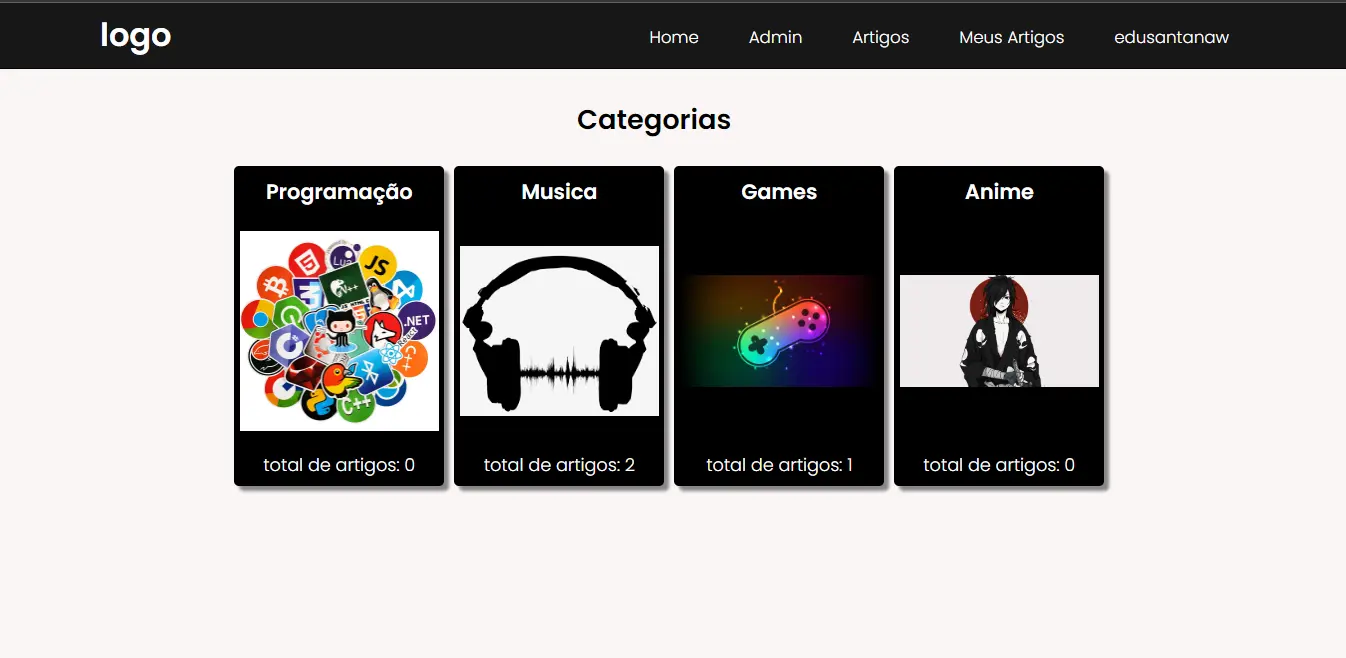 logo
Home Admin Artigos Meus Artigos edusantanaw
Categorias
Programação
Musica
Games
Anime
Lua
JS
N++
.NET
C++
C++
total de artigos: 0
total de artigos: 2
total de artigos: 1
total de artigos: 0